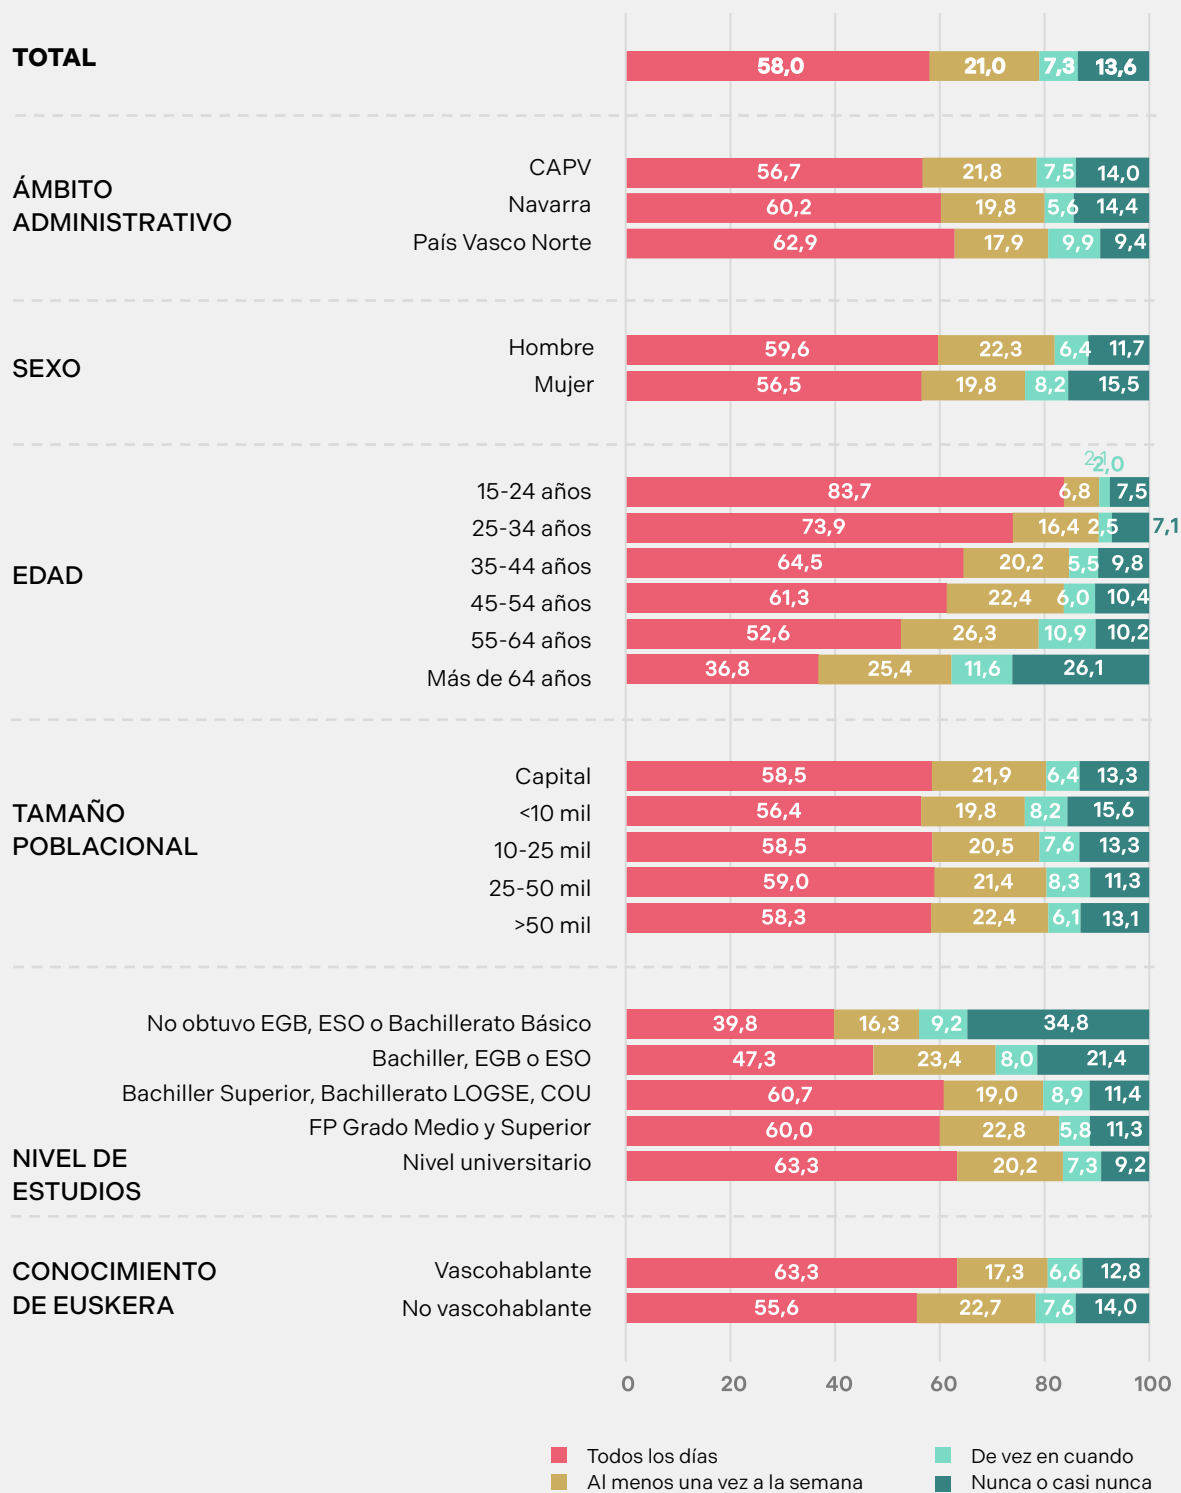 TOTAL
58,0 21,0 7,3 13,6
ÁMBITO
ADMINISTRATIVO
CAPV 56,7 21,8 7,5 14,0
Navarra 60,2 19,8 5,6 14,4
País Vasco Norte 62,9 17,9 9,9 9,4
SEXO
Hombre 59,6 22,3 6,4 11,7
Mujer 56,5 19,8 8,2 15,5
EDAD
2,1 2,0
15-24 años 83,7 6,8 7,5
25-34 años 73,9 16,4 2,5 7,1
35-44 años 64,5 20,2 5,5 9,8
45-54 años 61,3 22,4 6,0 10,4
55-64 años 52,6 26,3 10,9 10,2
Más de 64 años 36,8 25,4 11,6 26,1
TAMAÑO
POBLACIONAL
Capital 58,5 21,9 6,4 13,3
<10 mil 56,4 19,8 8,2 15,6
10-25 mil 58,5 20,5 7,6 13,3
25-50 mil 59,0 21,4 8,3 11,3
>50 mil 58,3 22,4 6,1 13,1
NIVEL DE
ESTUDIOS
No obtuvo EGB, ESO o Bachillerato Básico 39,8 16,3 9,2 34,8
Bachiller, EGB o ESO 47,3 23,4 8,0 21,4
Bachiller Superior, Bachillerato LOGSE, COU 60,7 19,0 8,9 11,4
FP Grado Medio y Superior 60,0 22,8 5,8 11,3
Nivel universitario 63,3 20,2 7,3 9,2
CONOCIMIENTO
DE EUSKERA
Vascohablante 63,3 17,3 6,6 12,8
No vascohablante 55,6 22,7 7,6 14,0
0 20 40 60 80 100
Todos los días
Al menos una vez a la semana
De vez en cuando
Nunca o casi nunca